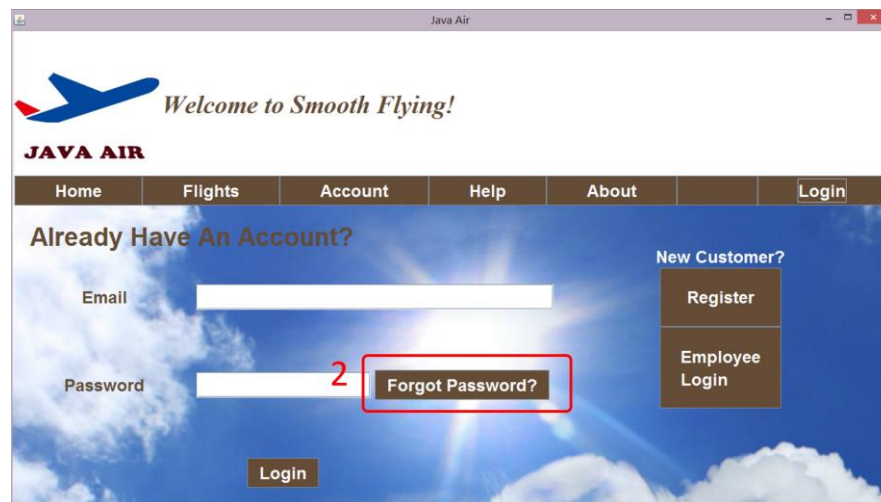 Java Air
Welcome to Smooth Flying!
JAVA AIR
Home Flights Account Help About Login
Already Have An Account?
New Customer?
Email
Register
Employee
Login
Password
2
Forgot Password?
Login